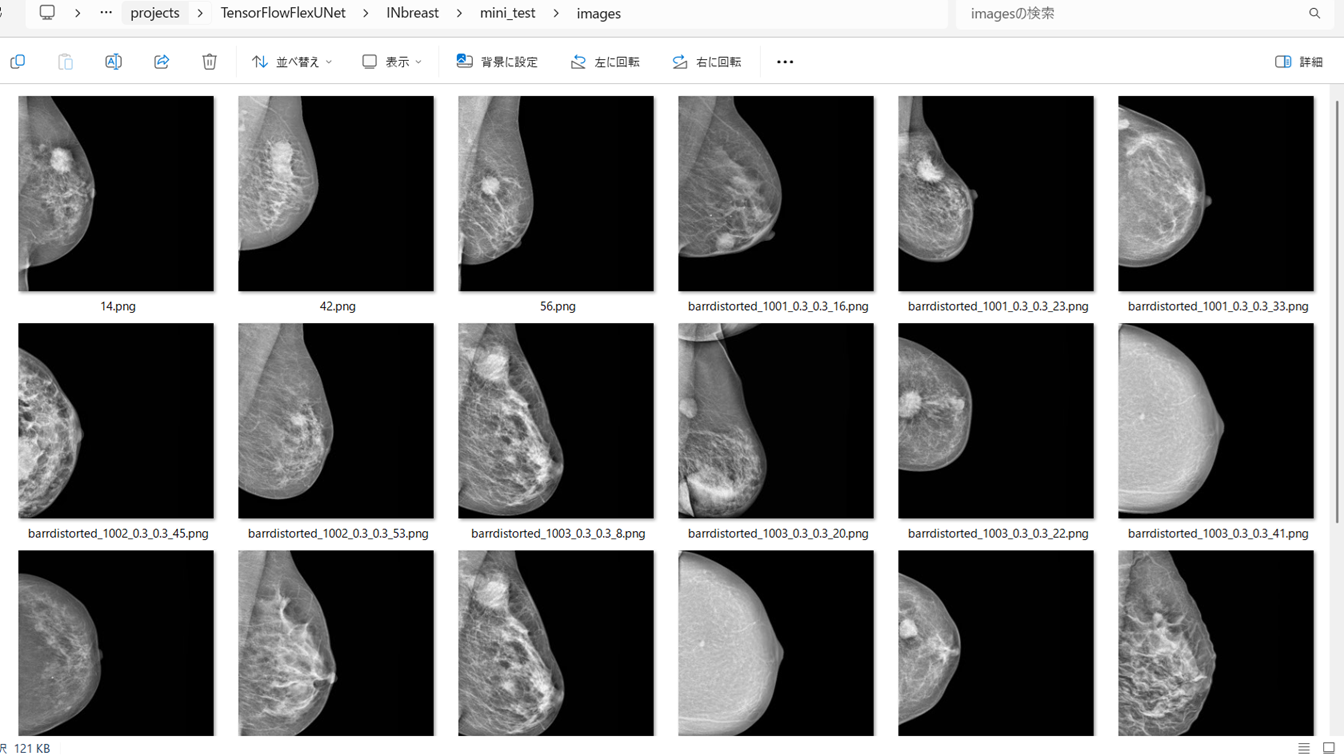 … projects TensorFlowFlexUNet INbreast mini_test images imagesの検索
並べ替え 表示 背景に設定 左に回転 右に回転 … 詳細
14.png 42.png 56.png barrdistorted_1001_0.3_0.3_16.png barrdistorted_1001_0.3_0.3_23.png barrdistorted_1001_0.3_0.3_33.png
barrdistorted_1002_0.3_0.3_45.png barrdistorted_1002_0.3_0.3_53.png barrdistorted_1003_0.3_0.3_8.png barrdistorted_1003_0.3_0.3_20.png barrdistorted_1003_0.3_0.3_22.png barrdistorted_1003_0.3_0.3_41.png
121 KB